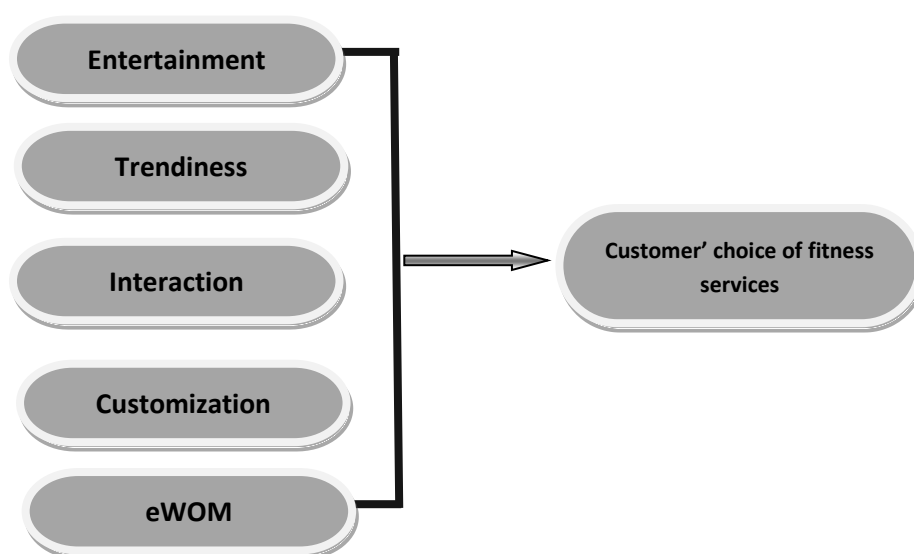 Entertainment
Trendiness
Interaction
Customization
eWOM
Customer’ choice of fitness
services